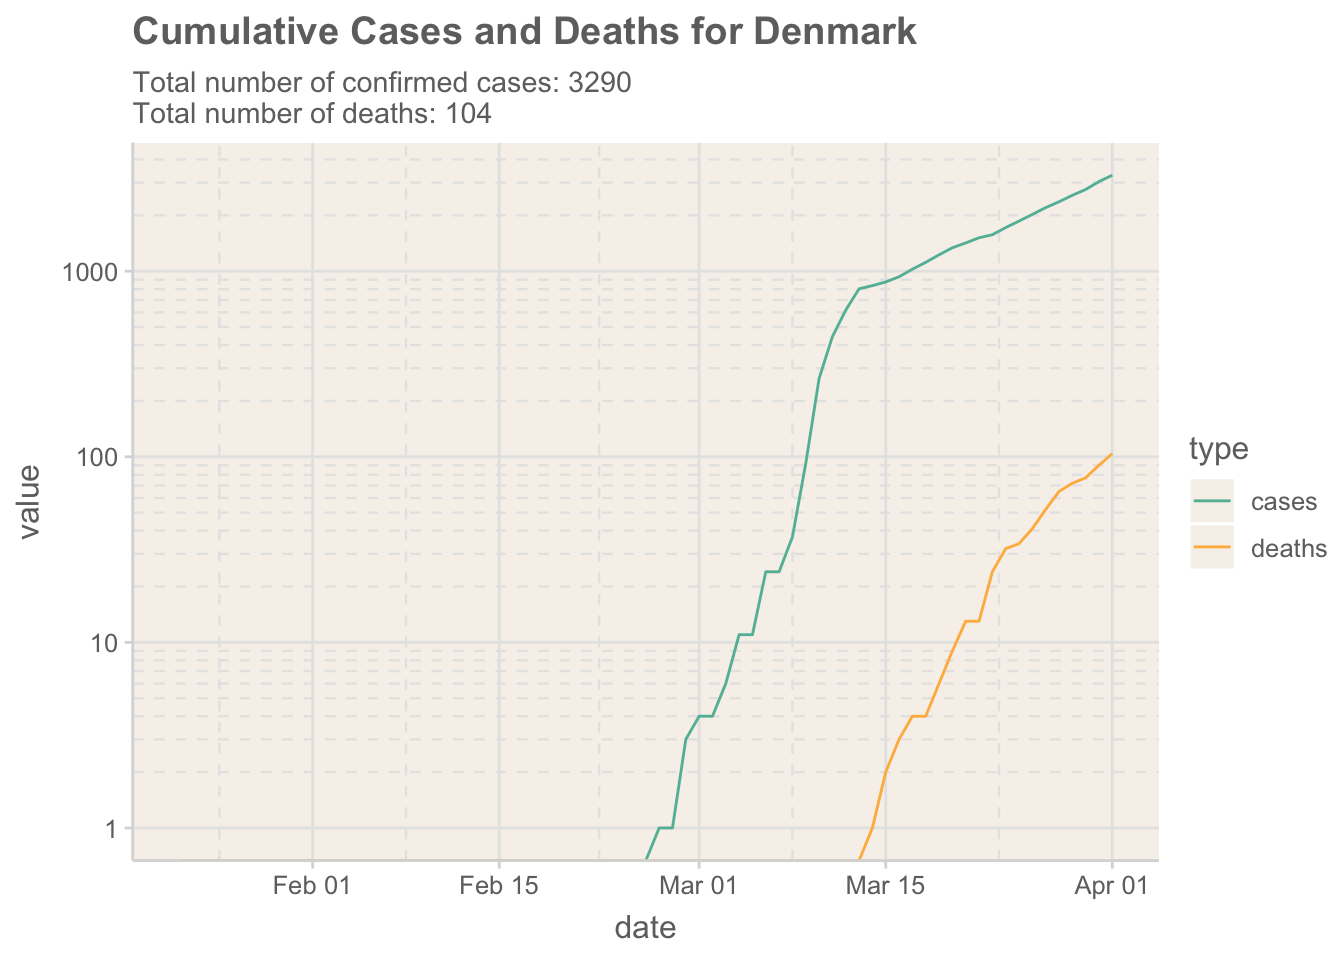 Cumulative Cases and Deaths for Denmark
Total number of confirmed cases: 3290
Total number of deaths: 104
1000
100
10
1
value
Feb 01
Feb 15
Mar 01
Mar 15
Apr 01
date
type
cases
deaths